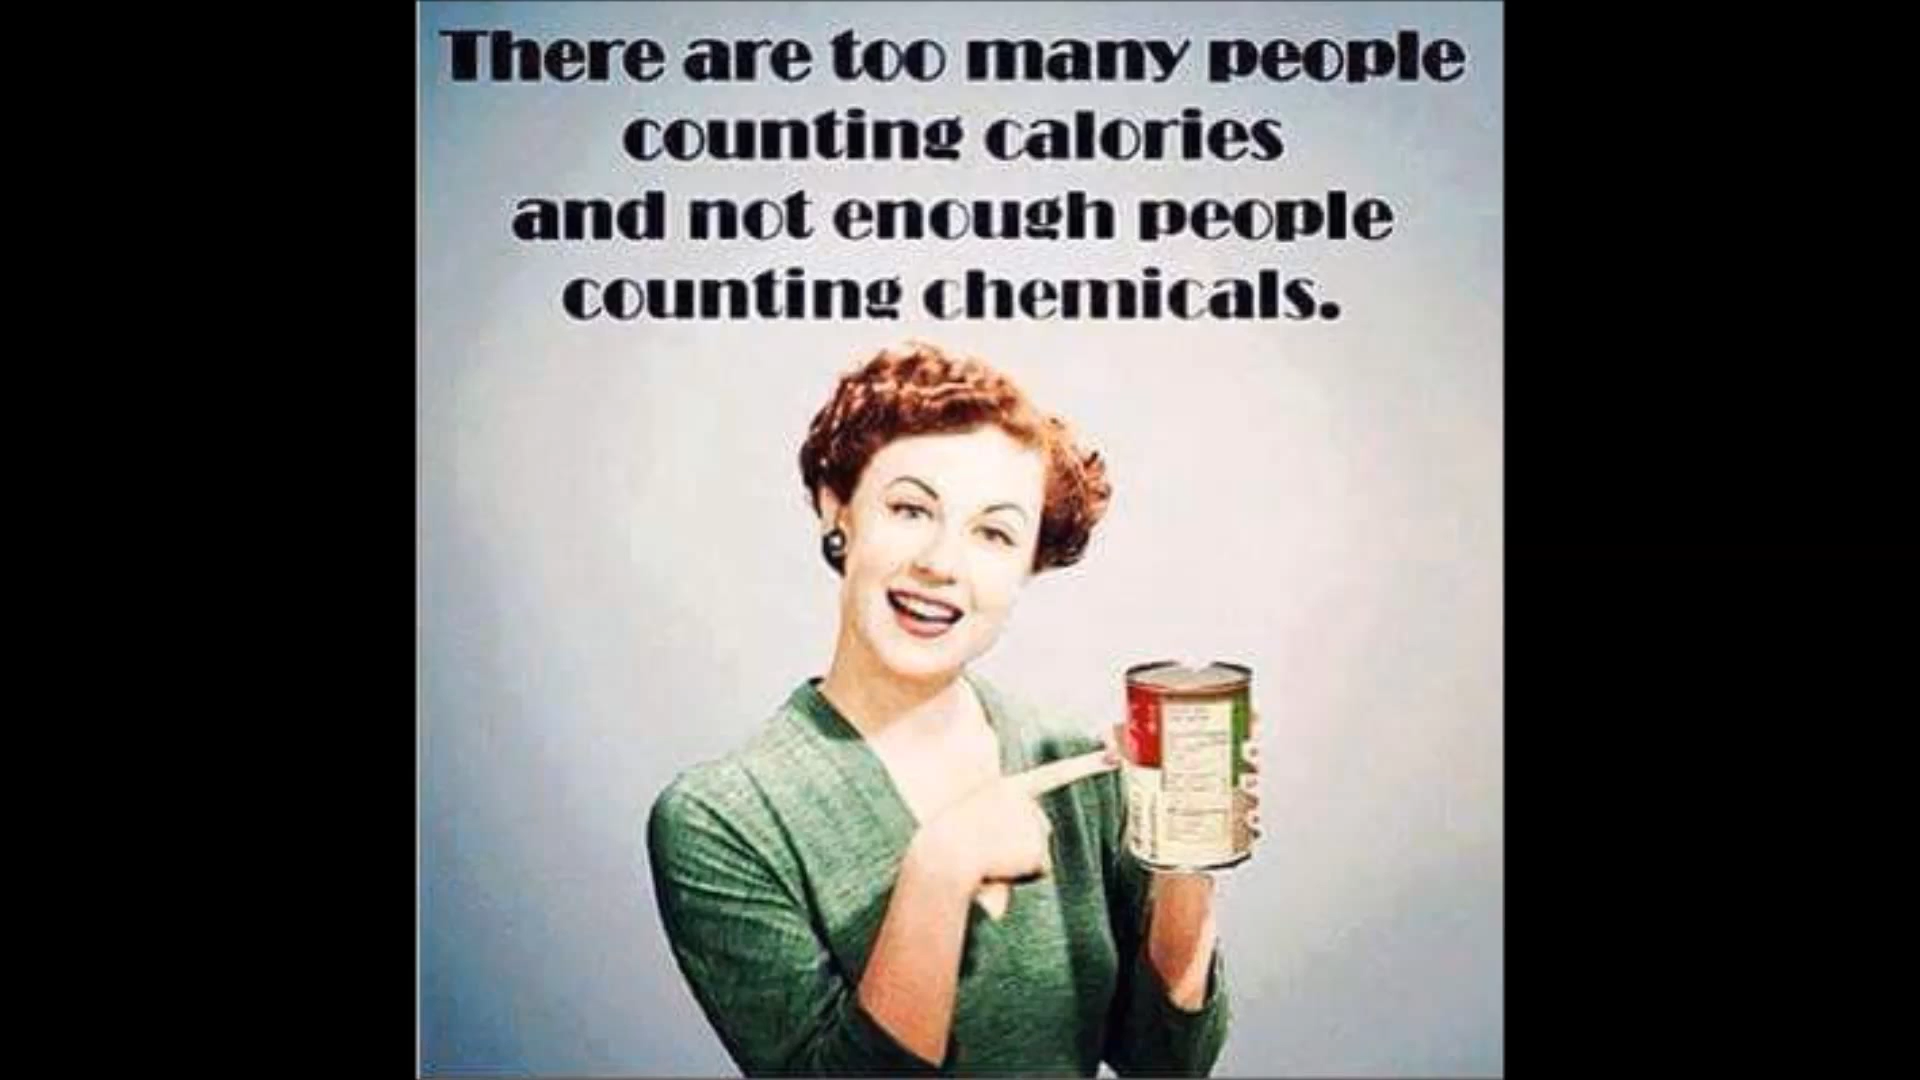 There are too many people
counting calories
and not enough people
counting chemicals.